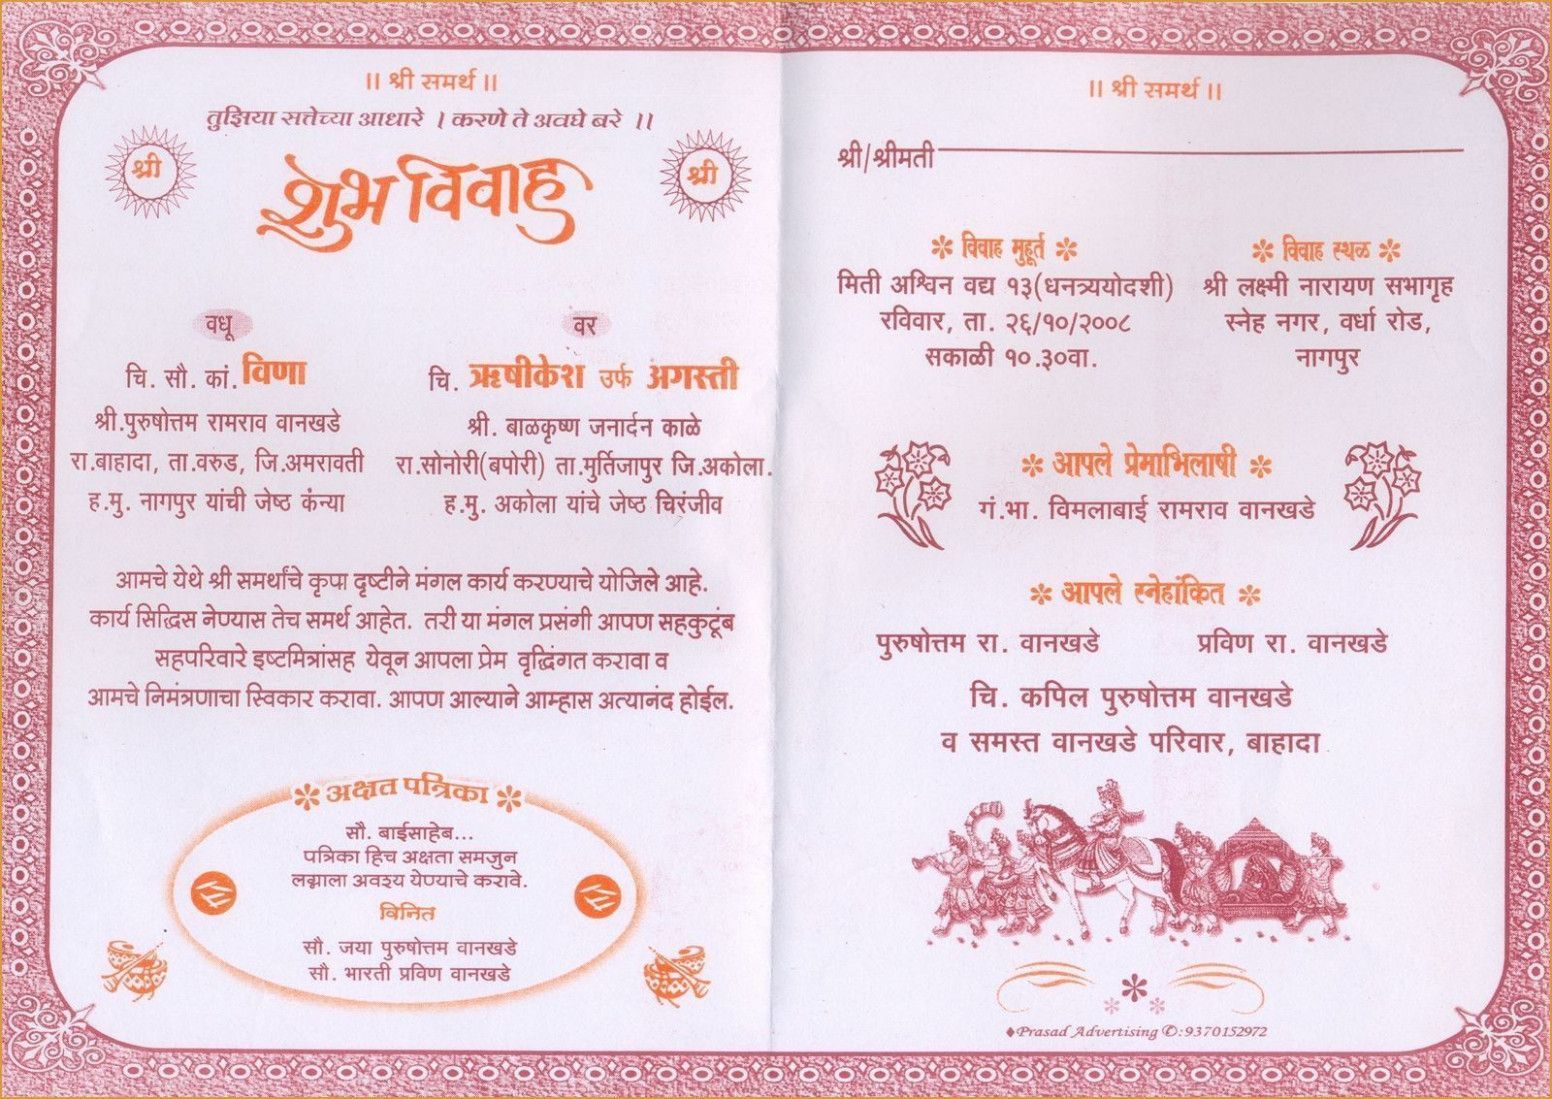 ।। श्री समर्थ ।।
तुझिया सत्तेच्या आधारे । करणे ते अवघे बरे ।।
श्री
शुभ विवाह
श्री
वधू
चि. सौ. कां. विणा
श्री.पुरुषोत्तम रामराव वानखडे
रा.बाहादा, ता.वरुड, जि.अमरावती
ह.मु. नागपुर यांची जेष्ठ कंन्या
वर
चि. ऋषीकेश उर्फ अगस्ती
श्री. बाळकृष्ण जनार्दन काळे
रा.सोनोरी(बपोरी) ता.मुर्तिजापुर जि.अकोला.
ह.मु. अकोला यांचे जेष्ठ चिरंजीव
आमचे येथे श्री समर्थांचे कृपा दृष्टीने मंगल कार्य करण्याचे योजिले आहे.
कार्य सिद्धिस नेण्यास तेच समर्थ आहेत. तरी या मंगल प्रसंगी आपण सहकुटूंब
सहपरिवारे इष्टमित्रांसह येवून आपला प्रेम वृद्धिंगत करावा व
आमचे निमंत्रणाचा स्विकार करावा. आपण आल्याने आम्हास अत्यानंद होईल.
❇ अक्षत पत्रिका ❇
सौ. बाईसाहेब...
पत्रिका हिच अक्षता समजुन
लग्नाला अवश्य येण्याचे करावे.
विनित
सौ. जया पुरुषोत्तम वानखडे
सौ. भारती प्रविण वानखडे
।। श्री समर्थ ।।
श्री/श्रीमती
❇ विवाह मुहूर्त ❇
मिती अश्विन वद्य १३(धनत्र्ययोदशी)
रविवार, ता. २६/१०/२००८
सकाळी १०.३०वा.
❇ विवाह स्थळ ❇
श्री लक्ष्मी नारायण सभागृह
स्नेह नगर, वर्धा रोड,
नागपुर
❇ आपले प्रेमाभिलाषी ❇
गं.भा. विमलाबाई रामराव वानखडे
❇ आपले स्नेहांकित ❇
पुरुषोत्तम रा. वानखडे प्रविण रा. वानखडे
चि. कपिल पुरुषोत्तम वानखडे
व समस्त वानखडे परिवार, बाहादा
♦Prasad Advertising ✆:9370152972